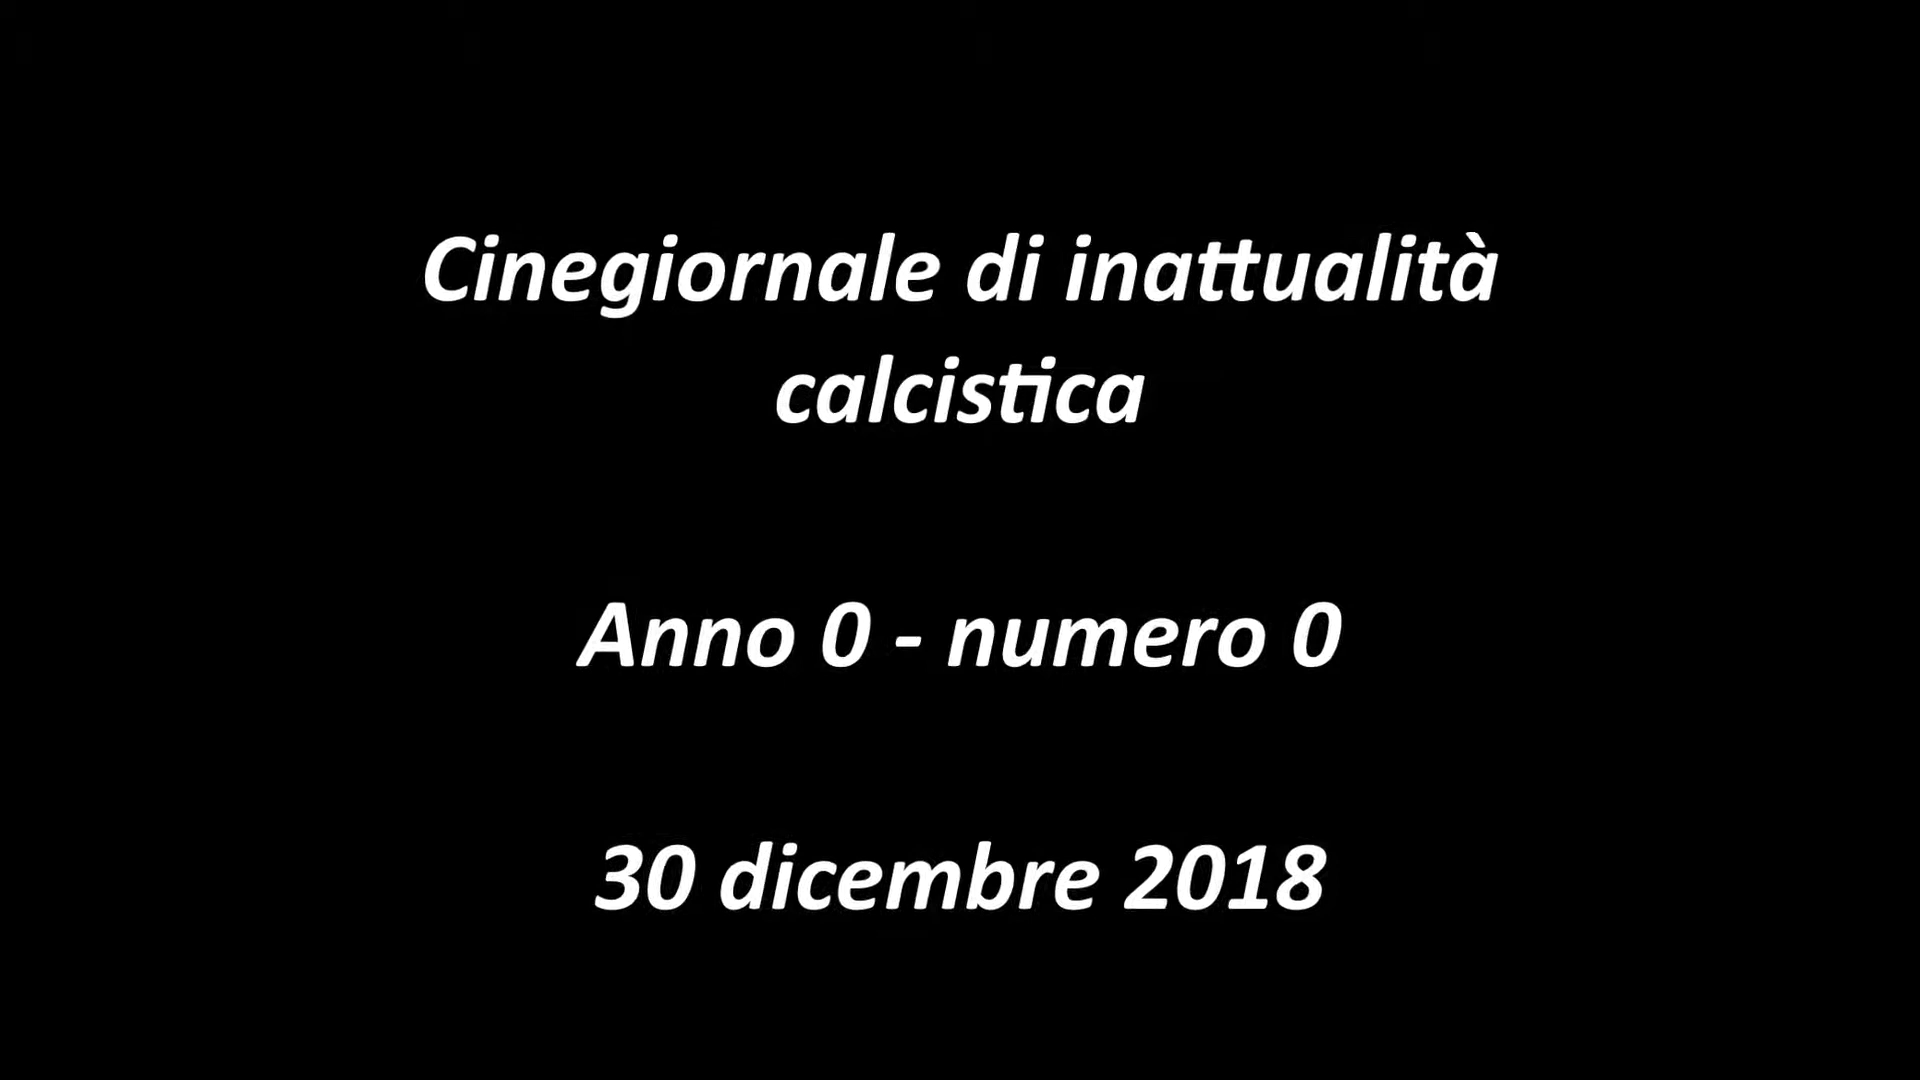 Cinegiornale di inattualità
calcistica
Anno 0 - numero 0
30 dicembre 2018